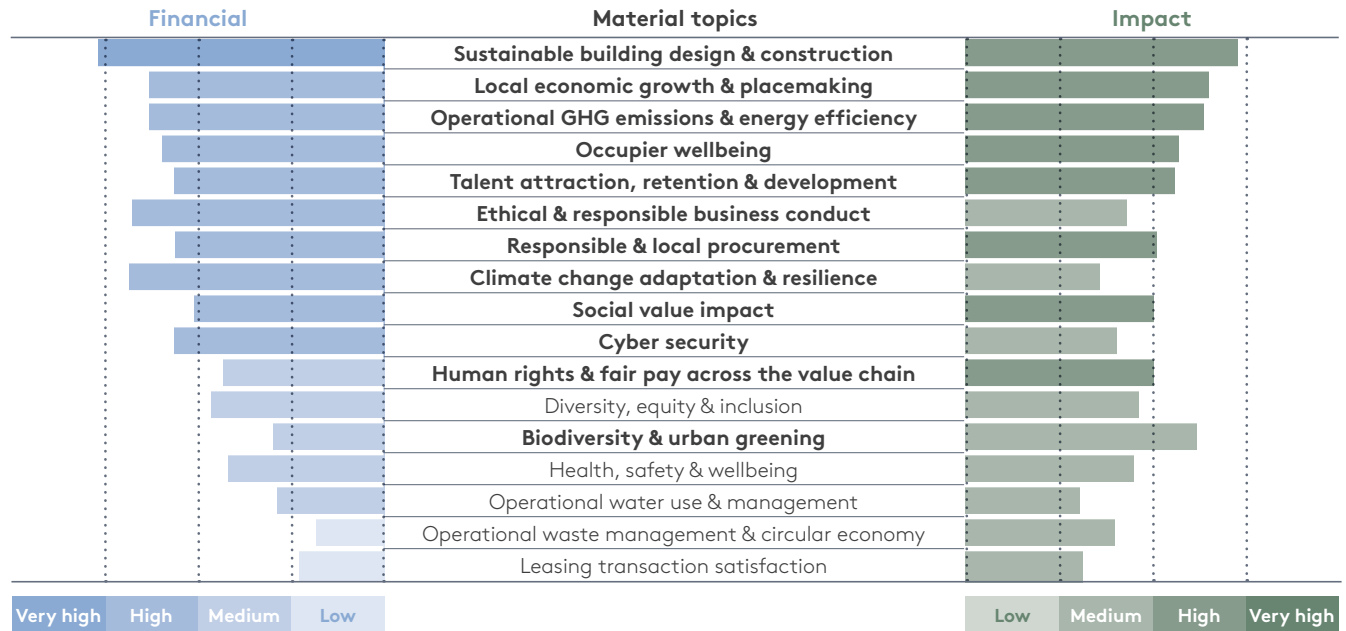 Financial Material topics Impact
Sustainable building design & construction
Local economic growth & placemaking
Operational GHG emissions & energy efficiency
Occupier wellbeing
Talent attraction, retention & development
Ethical & responsible business conduct
Responsible & local procurement
Climate change adaptation & resilience
Social value impact
Cyber security
Human rights & fair pay across the value chain
Diversity, equity & inclusion
Biodiversity & urban greening
Health, safety & wellbeing
Operational water use & management
Operational waste management & circular economy
Leasing transaction satisfaction
Very high High Medium Low Low Medium High Very high